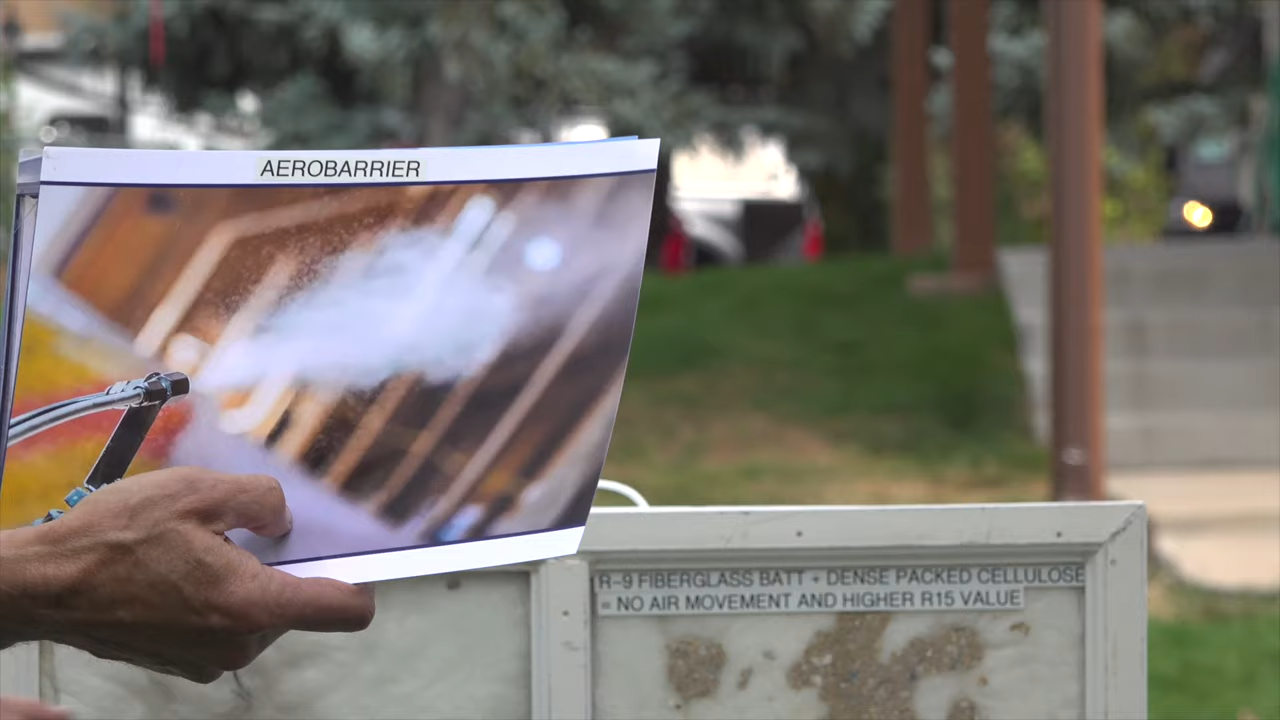 AEROBARRIER
R-9 FIBERGLASS BATT + DENSE PACKED CELLULOSE
= NO AIR MOVEMENT AND HIGHER R15 VALUE